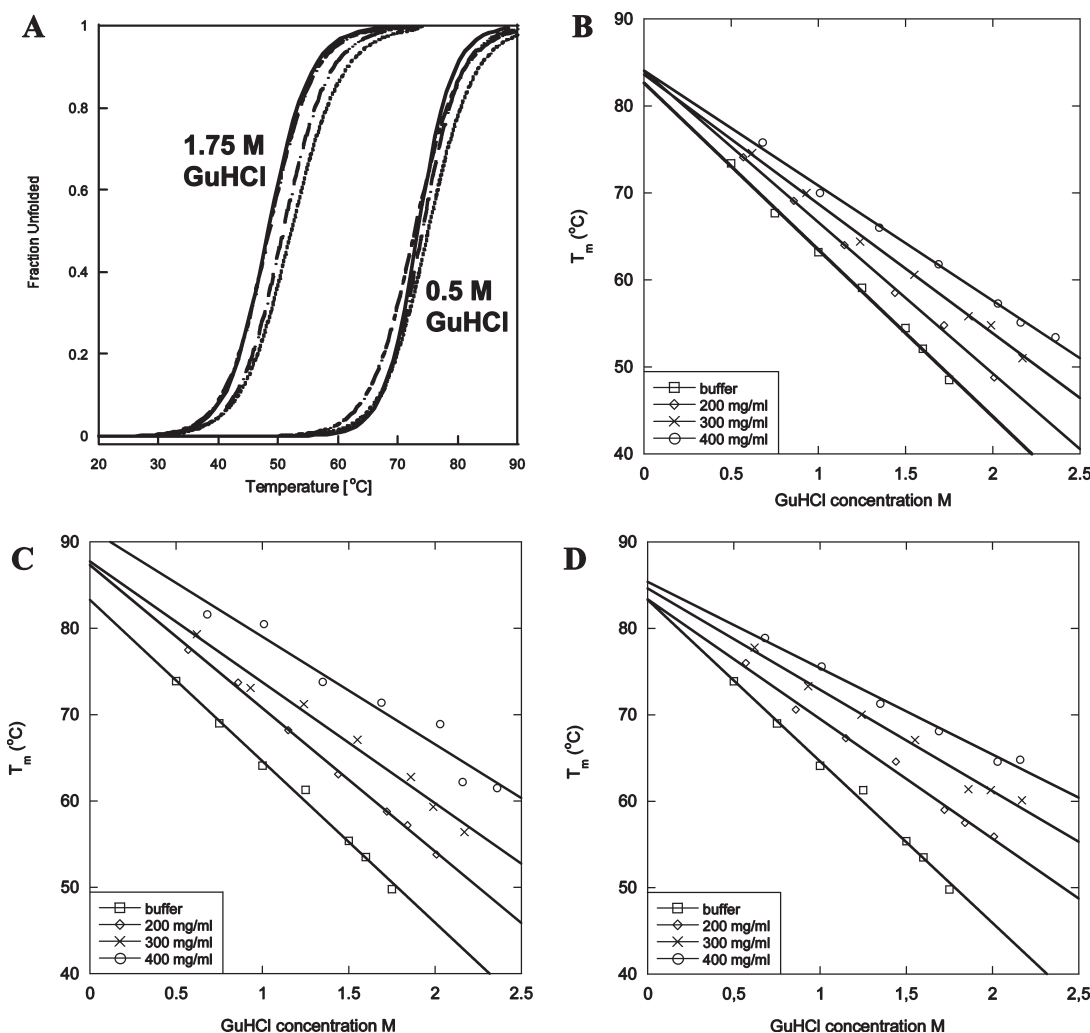 A
1
0.8
0.6
0.4
0.2
0
Fraction Unfolded
1.75 M
GuHCl
0.5 M
GuHCl
20 30 40 50 60 70 80 90
Temperature [°C]
B
90
80
70
60
50
40
Tm (°C)
buffer
200 mg/ml
300 mg/ml
400 mg/ml
0 0.5 1 1.5 2 2.5
GuHCl concentration M
C
90
80
70
60
50
40
Tm (°C)
buffer
200 mg/ml
300 mg/ml
400 mg/ml
0 0.5 1 1.5 2 2.5
GuHCl concentration M
D
90
80
70
60
50
40
Tm (°C)
buffer
200 mg/ml
300 mg/ml
400 mg/ml
0 0,5 1 1,5 2 2,5
GuHCl concentration M